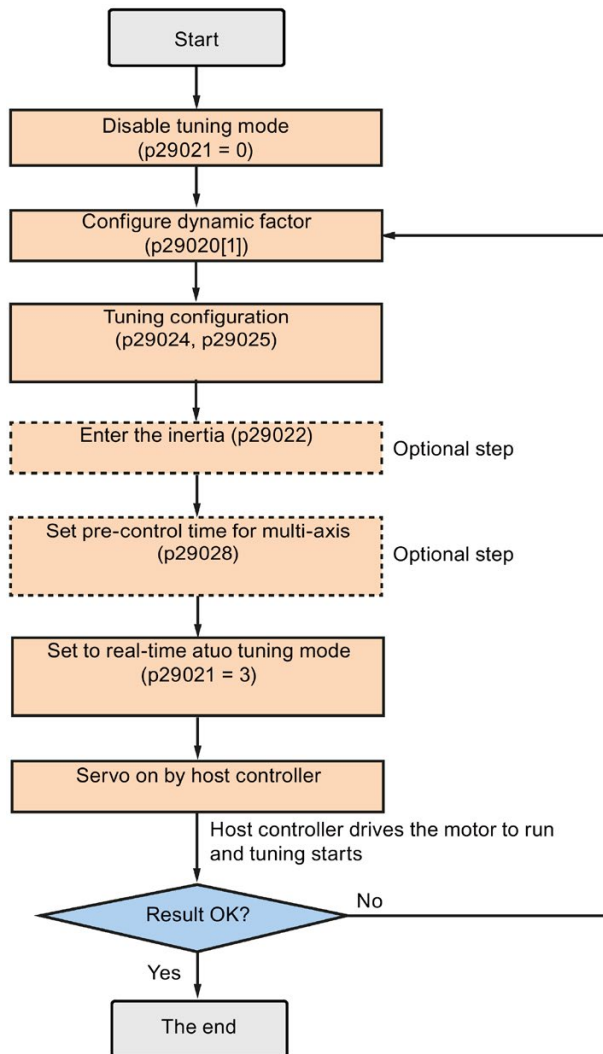 Start
Disable tuning mode
(p29021 = 0)
Configure dynamic factor
(p29020[1])
Tuning configuration
(p29024, p29025)
Enter the inertia (p29022)
Optional step
Set pre-control time for multi-axis
(p29028)
Optional step
Set to real-time atuo tuning mode
(p29021 = 3)
Servo on by host controller
Host controller drives the motor to run
and tuning starts
Result OK?
No
Yes
The end